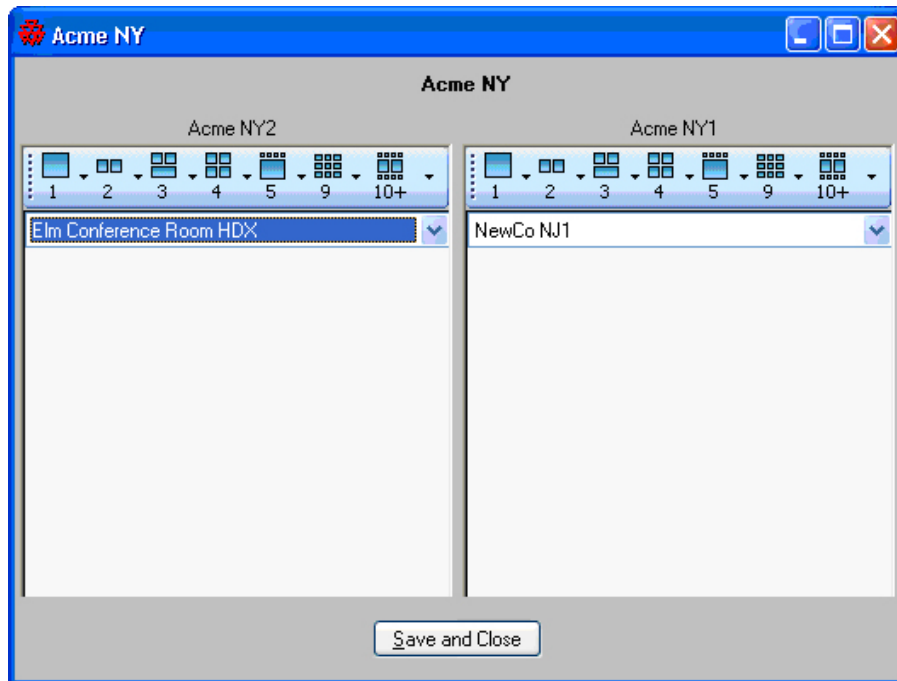 Acme NY
Acme NY
Acme NY2
1 2 3 4 5 9 10+
Elm Conference Room HDX
Acme NY1
1 2 3 4 5 9 10+
NewCo NJ1
Save and Close